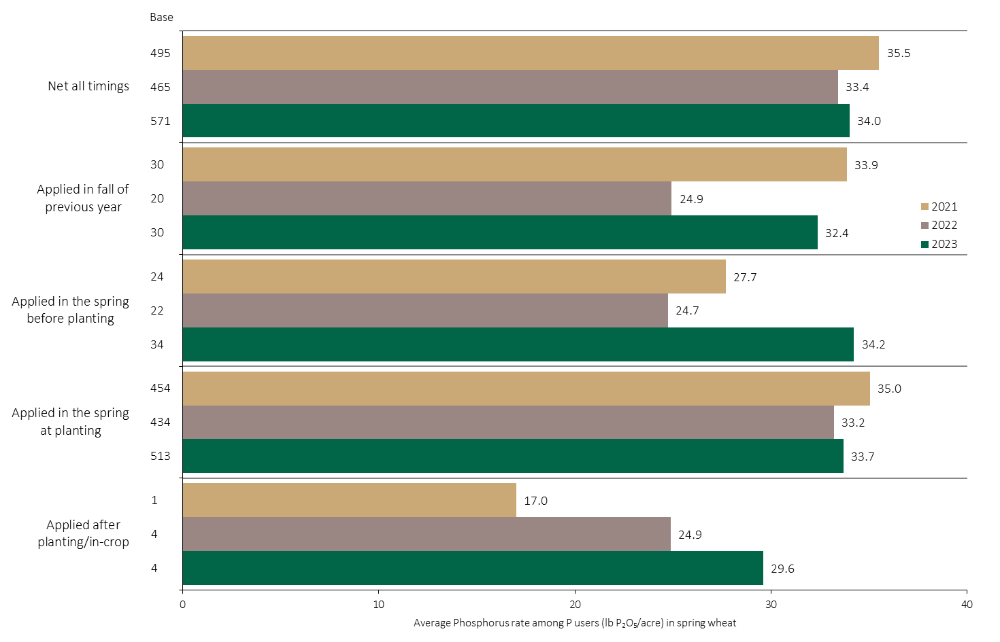 Base
495
35.5
Net all timings
465
33.4
571
34.0
30
33.9
Applied in fall of
previous year
20
24.9
30
32.4
2021
2022
2023
24
27.7
Applied in the spring
before planting
22
24.7
34
34.2
454
35.0
Applied in the spring
at planting
434
33.2
513
33.7
1
17.0
Applied after
planting/in-crop
4
24.9
4
29.6
0 10 20 30 40
Average Phosphorus rate among P users (lb P₂O₅/acre) in spring wheat